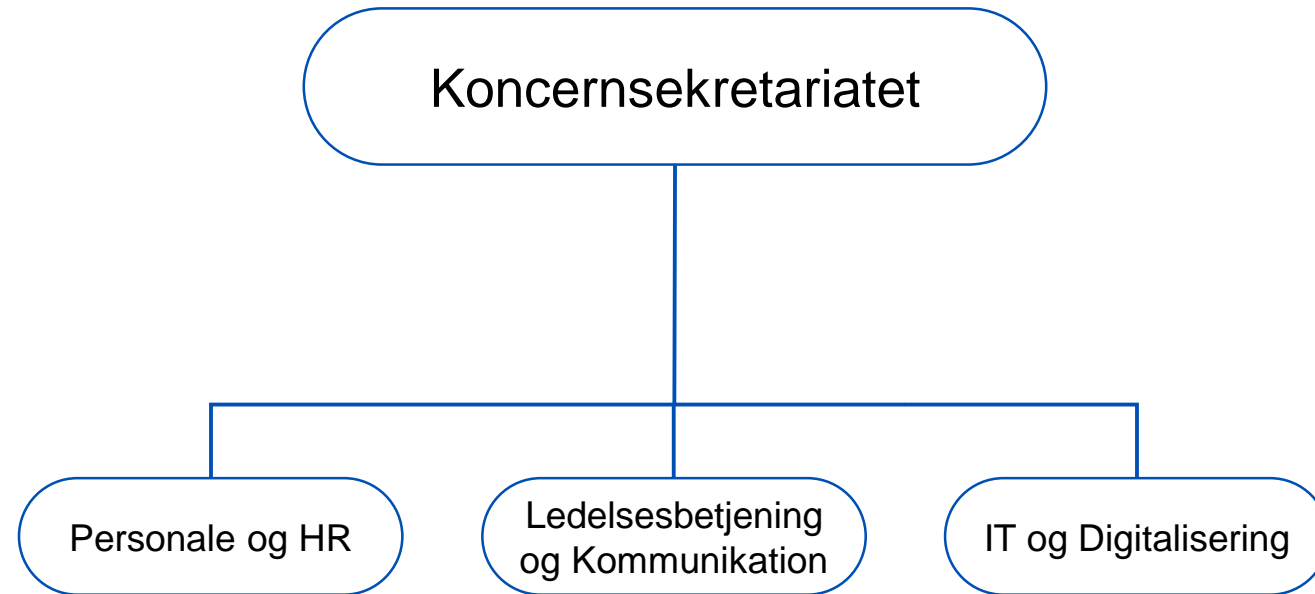 Koncernsekretariatet
Personale og HR
Ledelsesbetjening
og Kommunikation
IT og Digitalisering